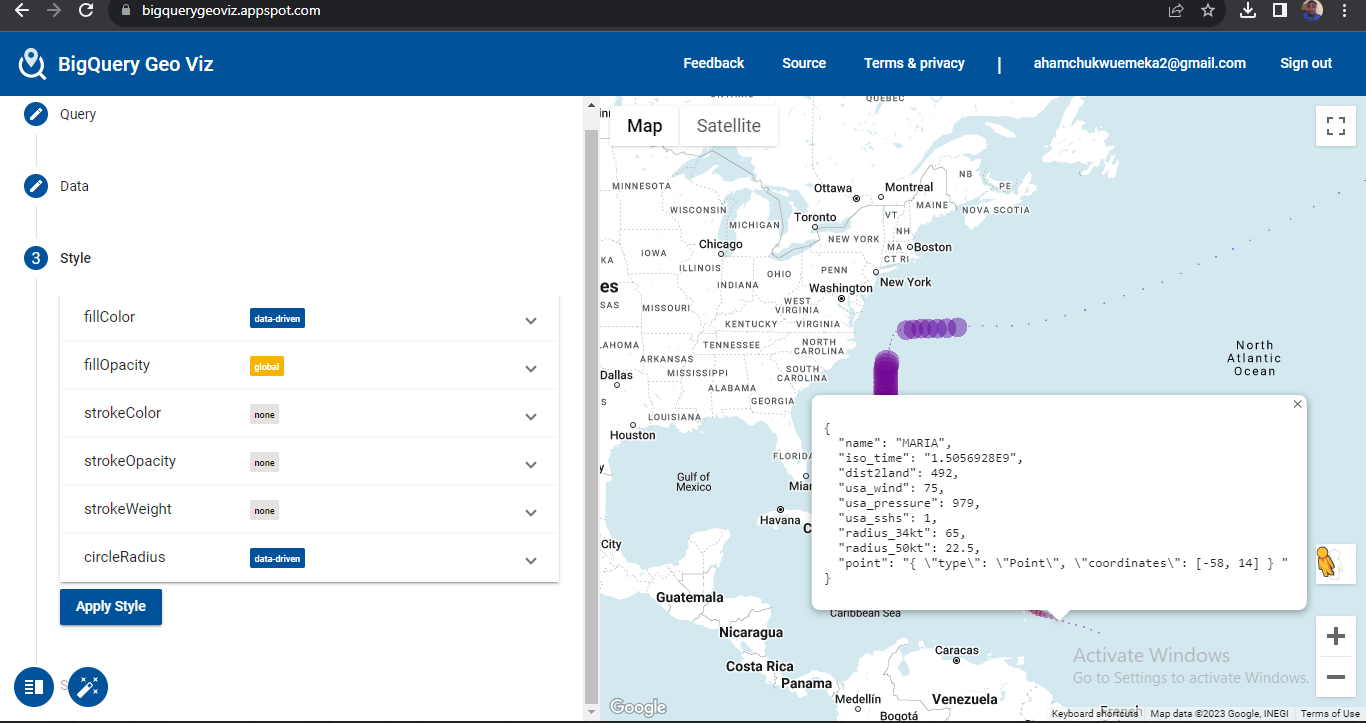 bigquerygeoviz.appspot.com
BigQuery Geo Viz
Feedback
Source
Terms & privacy
|
ahamchukwuemeka2@gmail.com
Sign out
Query
Data
3
Style
fillColor
data-driven
fillOpacity
global
strokeColor
none
strokeOpacity
none
strokeWeight
none
circleRadius
data-driven
Apply Style
Map
Satellite
QUEBEC
MINNESOTA
Ottawa
Montreal
NB
PE
WISCONSIN
MAINE
NOVA SCOTIA
MICHIGAN
Toronto
VT
NH
NEW YORK
Chicago
MA
Boston
CT RI
IOWA
KA
ILLINOIS
OHIO
PENN
New York
INDIANA
Washington
es
SAS
MISSOURI
WEST
VIRGINIA
KENTUCKY
VIRGINIA
AHOMA
TENNESSEE
NORTH
CAROLINA
ARKANSAS
North
Atlantic
Ocean
Dallas
MISSISSIPPI
SOUTH
CAROLINA
ALABAMA
S
GEORGIA
LOUISIANA
Houston
FLORIDA
Gulf of
Mexico
Miam
Havana
C
City
{
"name": "MARIA",
"iso_time": "1.5056928E9",
"dist2land": 492,
"usa_wind": 75,
"usa_pressure": 979,
"usa_sshs": 1,
"radius_34kt": 65,
"radius_50kt": 22.5,
"point": "{ \"type\": \"Point\", \"coordinates\": [-58, 14] } "
}
Guatemala
Caribbean Sea
Nicaragua
Costa Rica
Caracas
Panama
Medellín
Venezuela
Bogotá
French
Activate Windows
Go to Settings to activate Windows.
Google
Keyboard shortcuts
Map data ©2023 Google, INEGI
Terms of Use